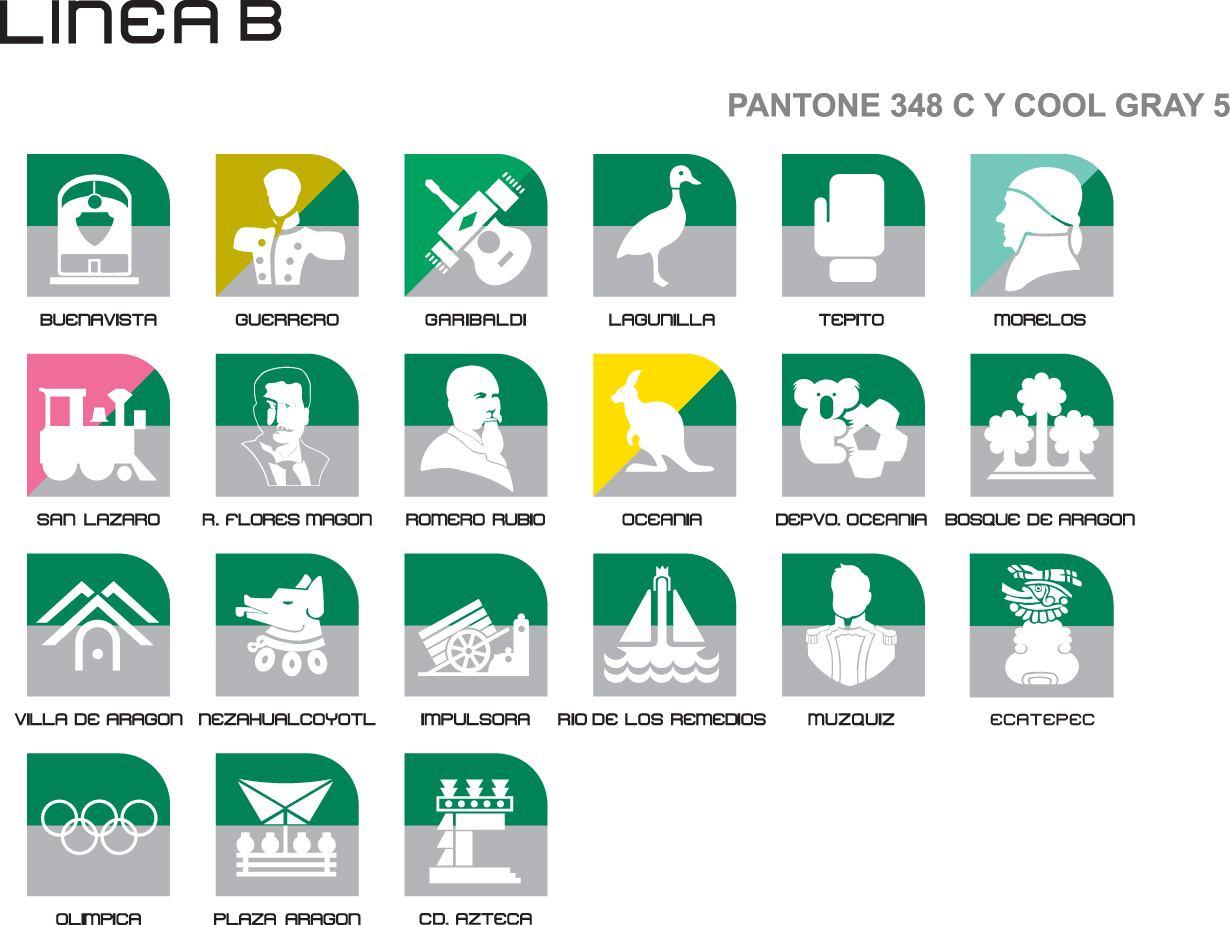 LINEA B
PANTONE 348 C Y COOL GRAY 5
BUENAVISTA GUERRERO GARIBALDI LAGUNILLA TEPITO MORELOS
SAN LAZARO R. FLORES MAGON ROMERO RUBIO OCEANIA DEPVO. OCEANIA BOSQUE DE ARAGON
VILLA DE ARAGON NEZAHUALCOYOTL IMPULSORA RIO DE LOS REMEDIOS MUZQUIZ ECATEPEC
OLIMPICA PLAZA ARAGON CD. AZTECA